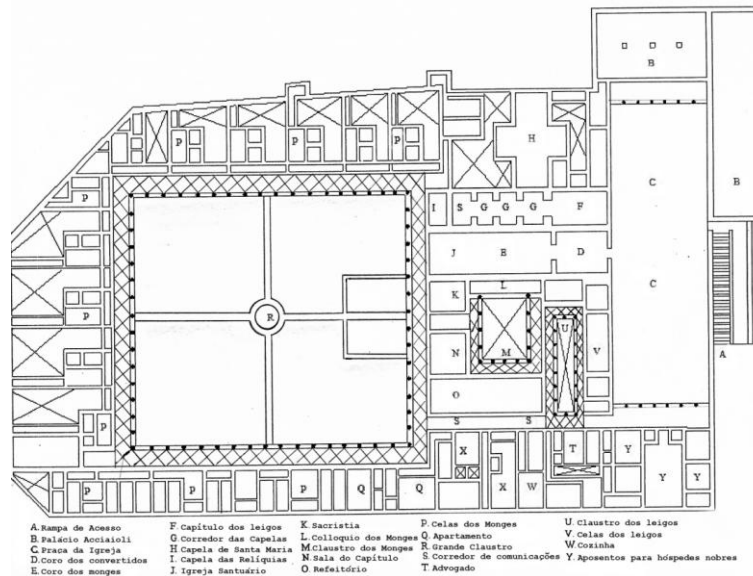 B
P P P
H
P
C B
I S G G G F
J E D
C
K L
R U
P
N M V
A
O
P
S S
X T Y
Y
P P P Q Q X W Y
A. Rampa de Acesso
B. Palácio Acciaioli
C. Praça da Igreja
D. Coro dos convertidos
E. Coro dos monges
F. Capítulo dos leigos
G. Corredor das Capelas
H. Capela de Santa Maria
I. Capela das Relíquias
J. Igreja Santuário
K. Sacristia
L. Colloquio dos Monges
M. Claustro dos Monges
N. Sala do Capítulo
O. Refeitório
P. Celas dos Monges
Q. Apartamento
R. Grande Claustro
S. Corredor de comunicações
T. Advogado
U. Claustro dos leigos
V. Celas dos leigos
W. Cozinha
Y. Aposentos para hóspedes nobres